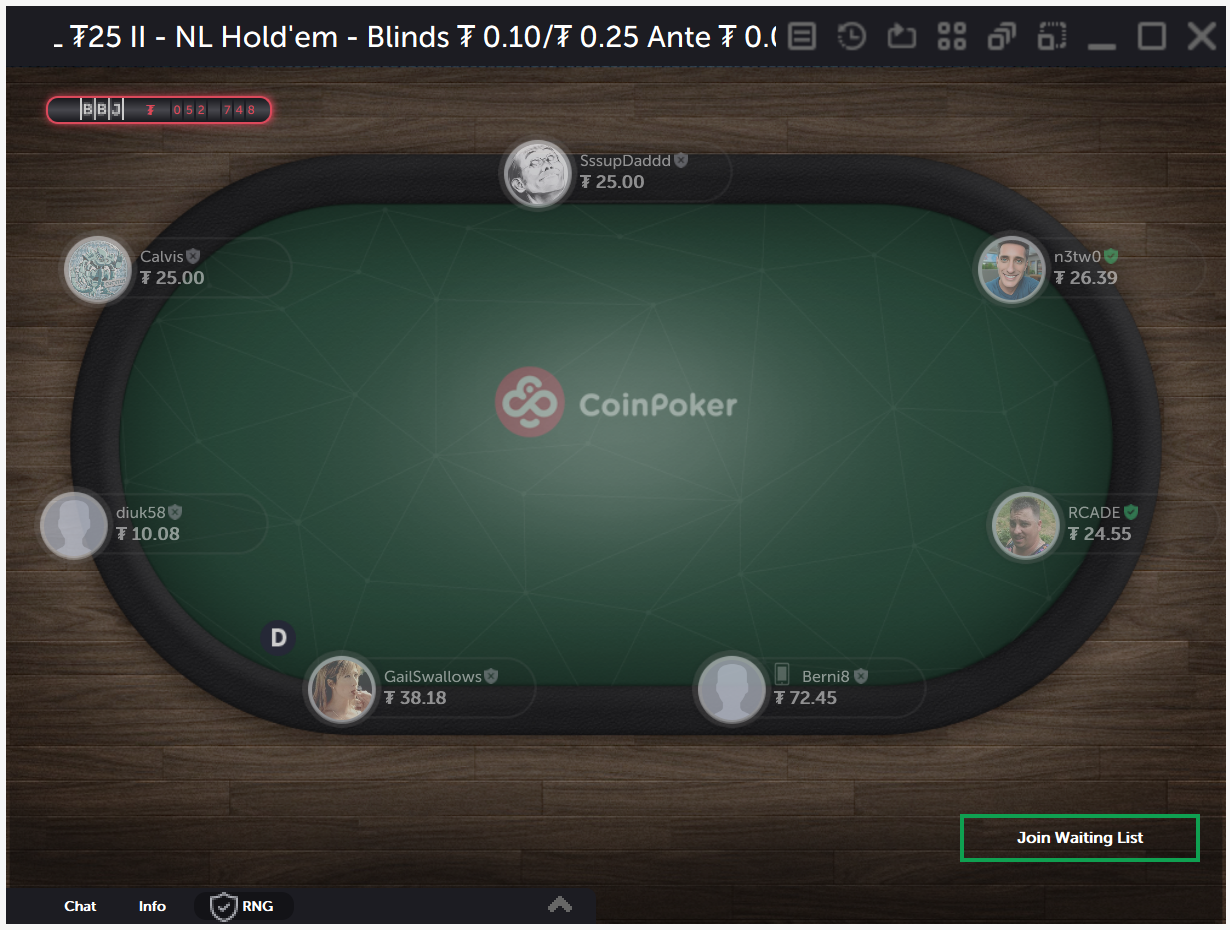 ₮25 II - NL Hold'em - Blinds ₮ 0.10/₮ 0.25 Ante ₮ 0.0
BBJ ₮ 052 748
SssupDaddd
₮ 25.00
Calvis
₮ 25.00
n3tw0
₮ 26.39
CoinPoker
diuk58
₮ 10.08
RCADE
₮ 24.55
D
GailSwallows
₮ 38.18
Berni8
₮ 72.45
Join Waiting List
Chat
Info
RNG